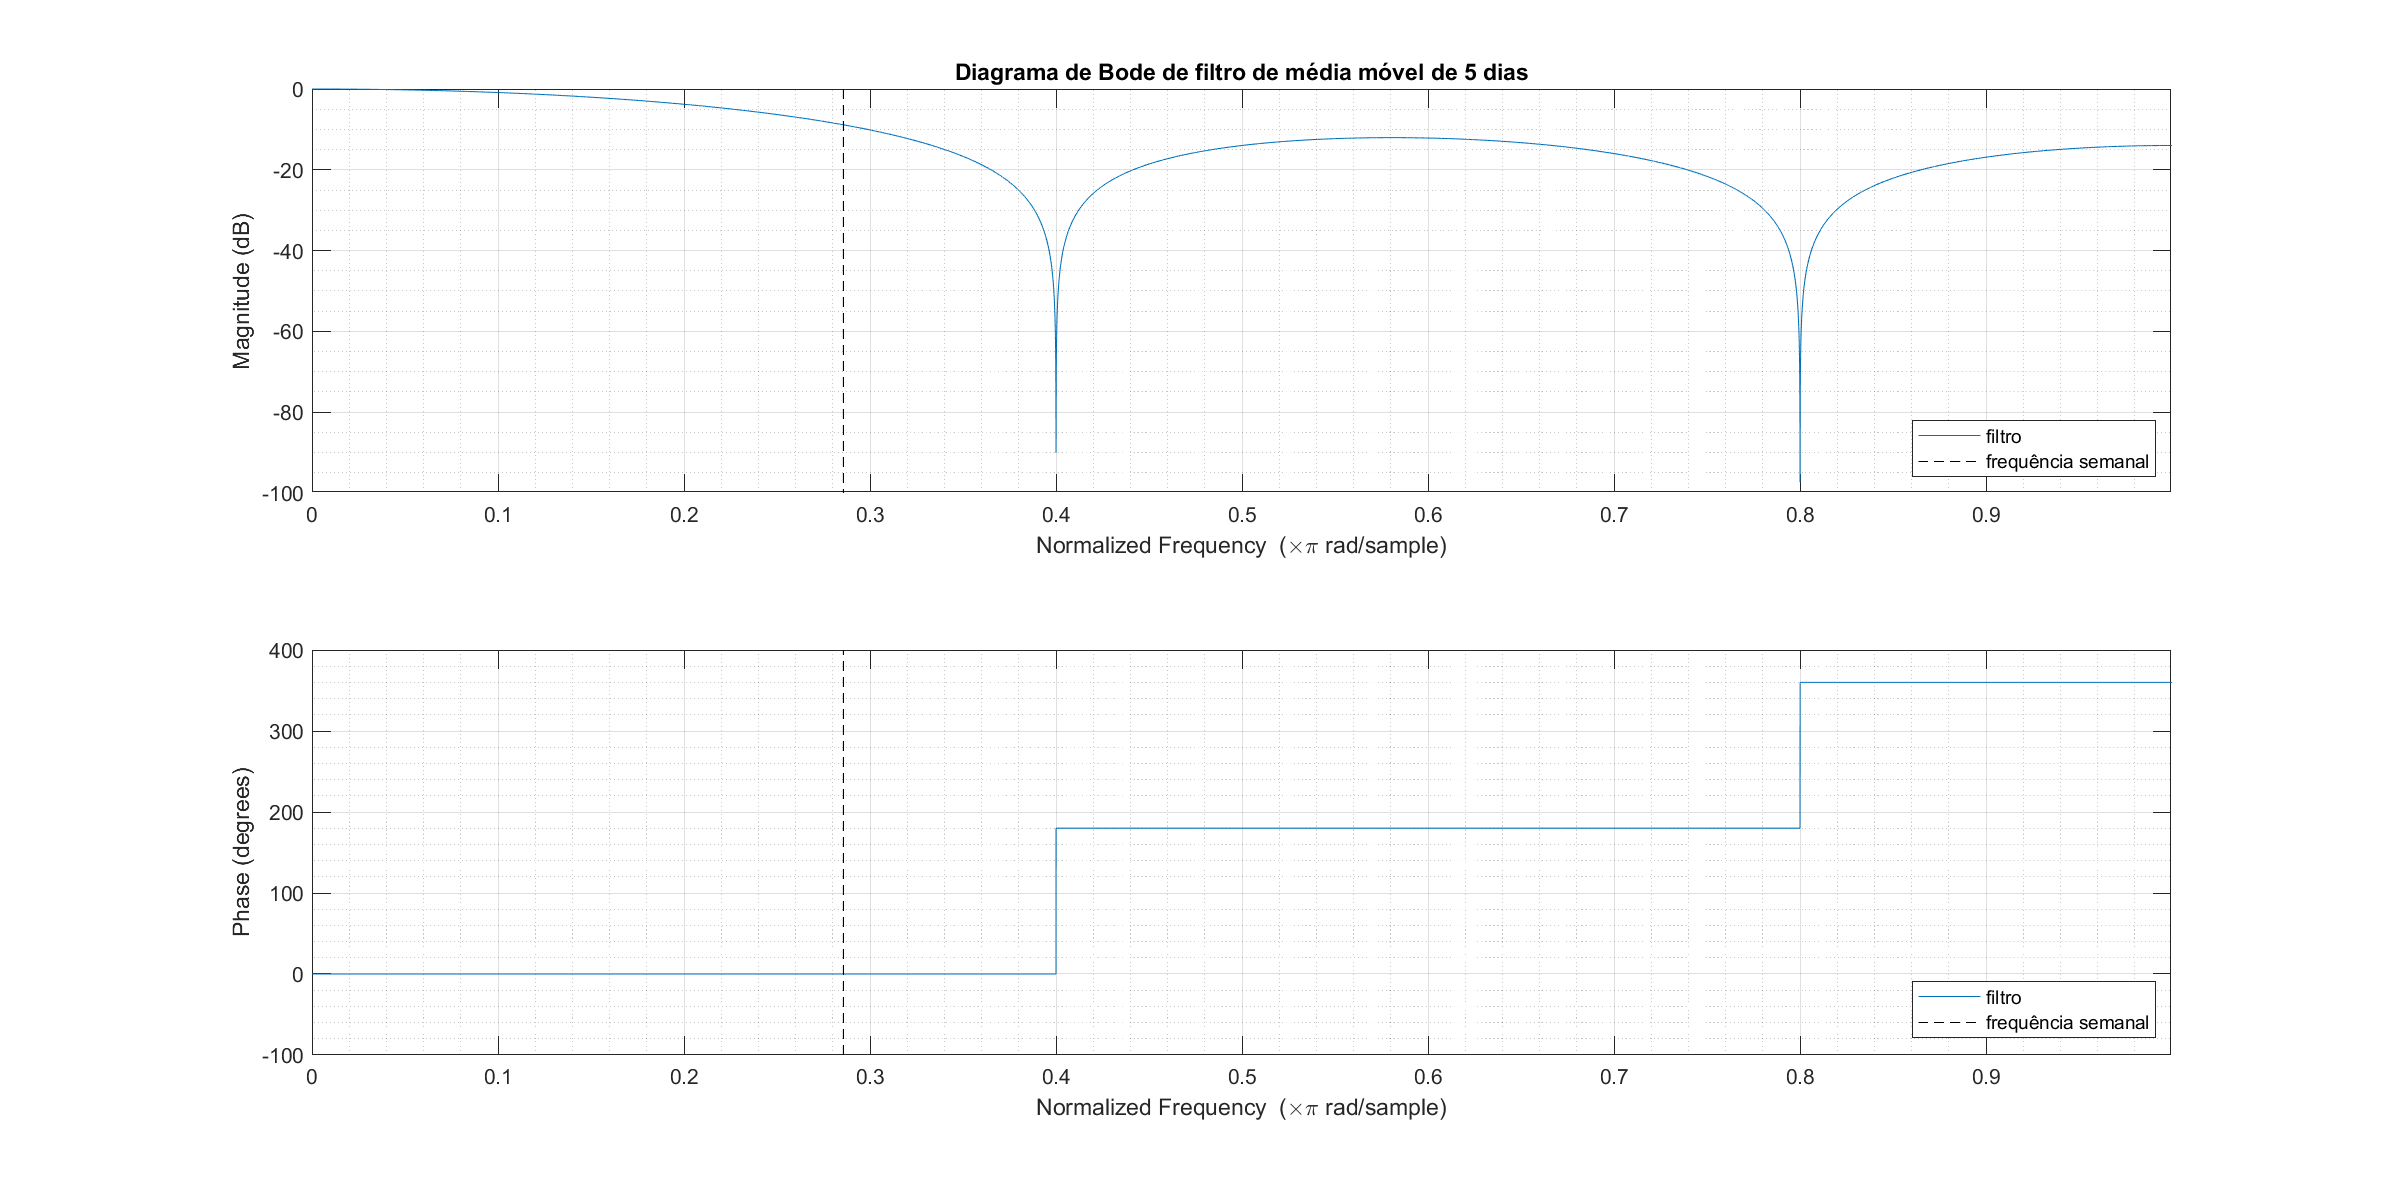 Diagrama de Bode de filtro de média móvel de 5 dias
0
-20
-40
-60
-80
-100
Magnitude (dB)
0 0.1 0.2 0.3 0.4 0.5 0.6 0.7 0.8 0.9
Normalized Frequency (×π rad/sample)
filtro
frequência semanal
400
300
200
100
0
-100
Phase (degrees)
0 0.1 0.2 0.3 0.4 0.5 0.6 0.7 0.8 0.9
Normalized Frequency (×π rad/sample)
filtro
frequência semanal